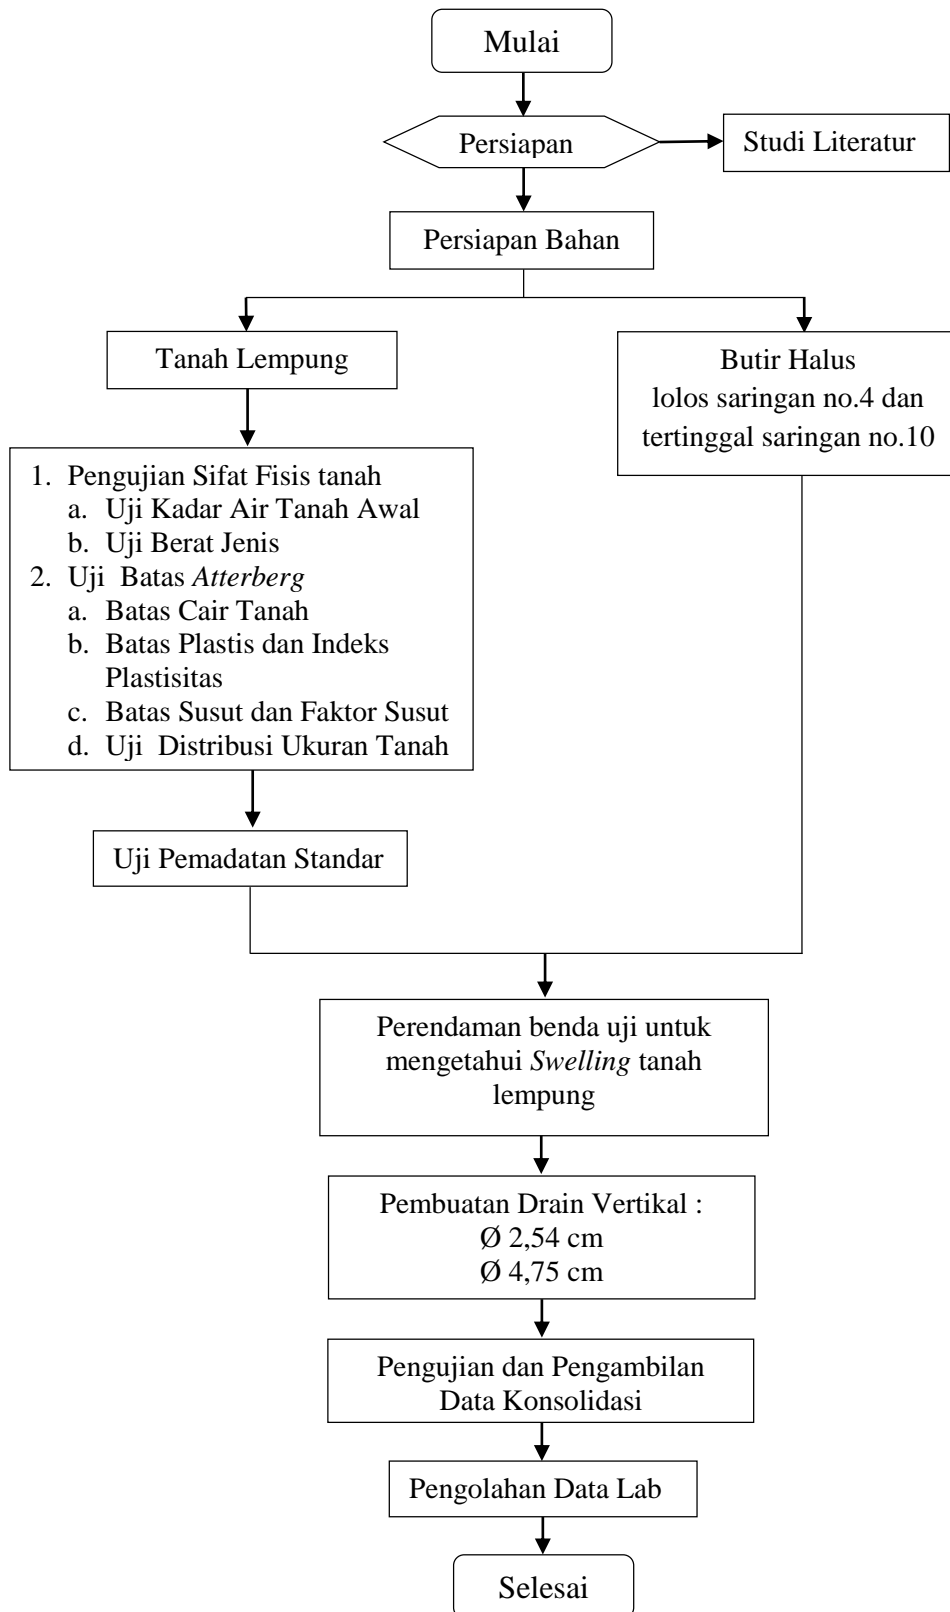 Mulai
Persiapan
Studi Literatur
Persiapan Bahan
Tanah Lempung
Butir Halus
lolos saringan no.4 dan
tertinggal saringan no.10
1. Pengujian Sifat Fisis tanah
a. Uji Kadar Air Tanah Awal
b. Uji Berat Jenis
2. Uji Batas Atterberg
a. Batas Cair Tanah
b. Batas Plastis dan Indeks
Plastisitas
c. Batas Susut dan Faktor Susut
d. Uji Distribusi Ukuran Tanah
Uji Pemadatan Standar
Perendaman benda uji untuk
mengetahui Swelling tanah
lempung
Pembuatan Drain Vertikal :
Ø 2,54 cm
Ø 4,75 cm
Pengujian dan Pengambilan
Data Konsolidasi
Pengolahan Data Lab
Selesai